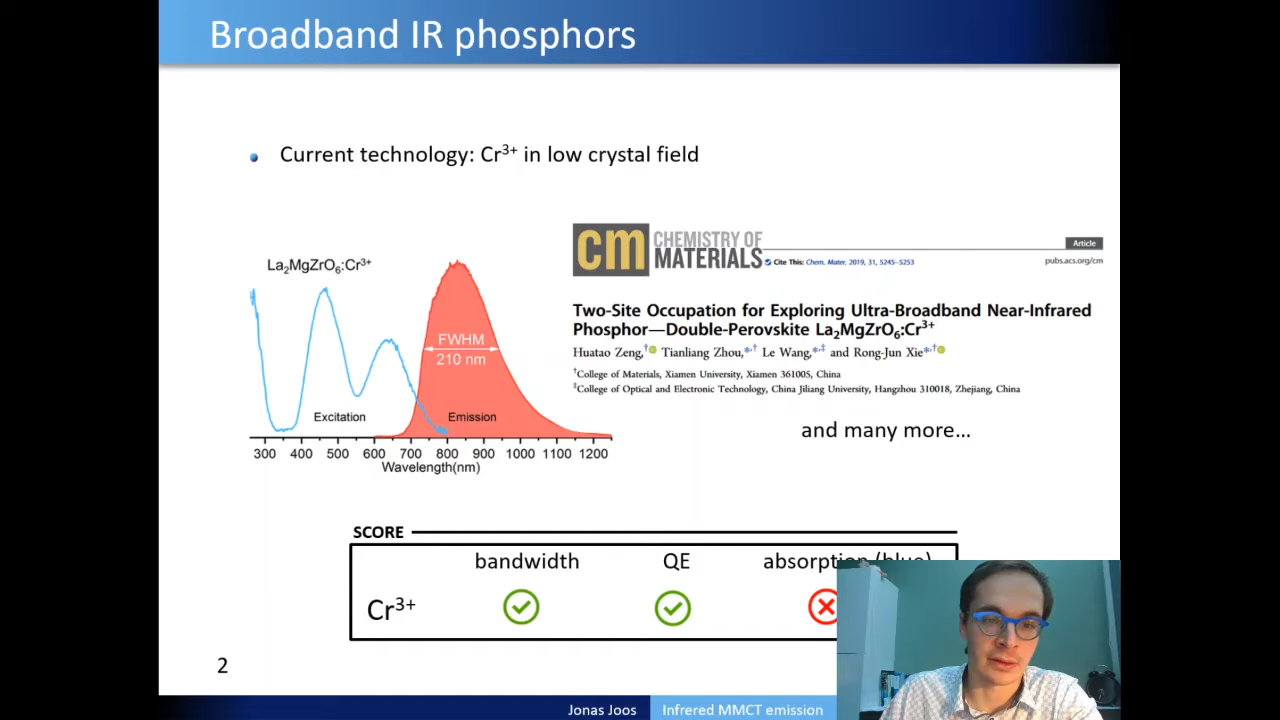 Broadband IR phosphors
Current technology: Cr³⁺ in low crystal field
La₂MgZrO₆:Cr³⁺
FWHM
210 nm
Excitation
Emission
300 400 500 600 700 800 900 1000 1100 1200
Wavelength(nm)
cm CHEMISTRY OF
MATERIALS
Cite This: Chem. Mater. 2019, 31, 5245−5253
Article
pubs.acs.org/cm
Two-Site Occupation for Exploring Ultra-Broadband Near-Infrared
Phosphor—Double-Perovskite La₂MgZrO₆:Cr³⁺
Huatao Zeng,† Tianliang Zhou,*,† Le Wang,*,‡ and Rong-Jun Xie*,†
†College of Materials, Xiamen University, Xiamen 361005, China
‡College of Optical and Electronic Technology, China Jiliang University, Hangzhou 310018, Zhejiang, China
and many more...
SCORE
bandwidth QE absorption (blue)
Cr³⁺
2
Jonas Joos
Infrered MMCT emission